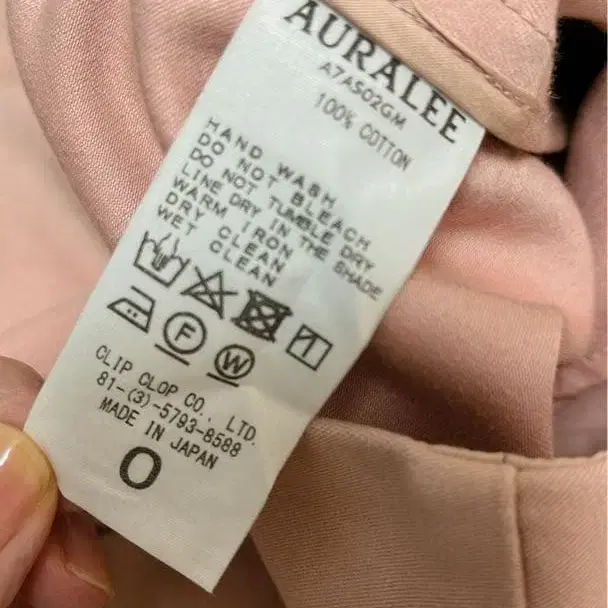 AURALEE
A7AS02GM
100% COTTON
HAND WASH
DO NOT BLEACH
DO NOT TUMBLE DRY
LINE DRY IN THE SHADE
WARM IRON
DRY CLEAN
WET CLEAN
F W
CLIP CLOP CO., LTD.
81-(3)-5793-8588
MADE IN JAPAN
0